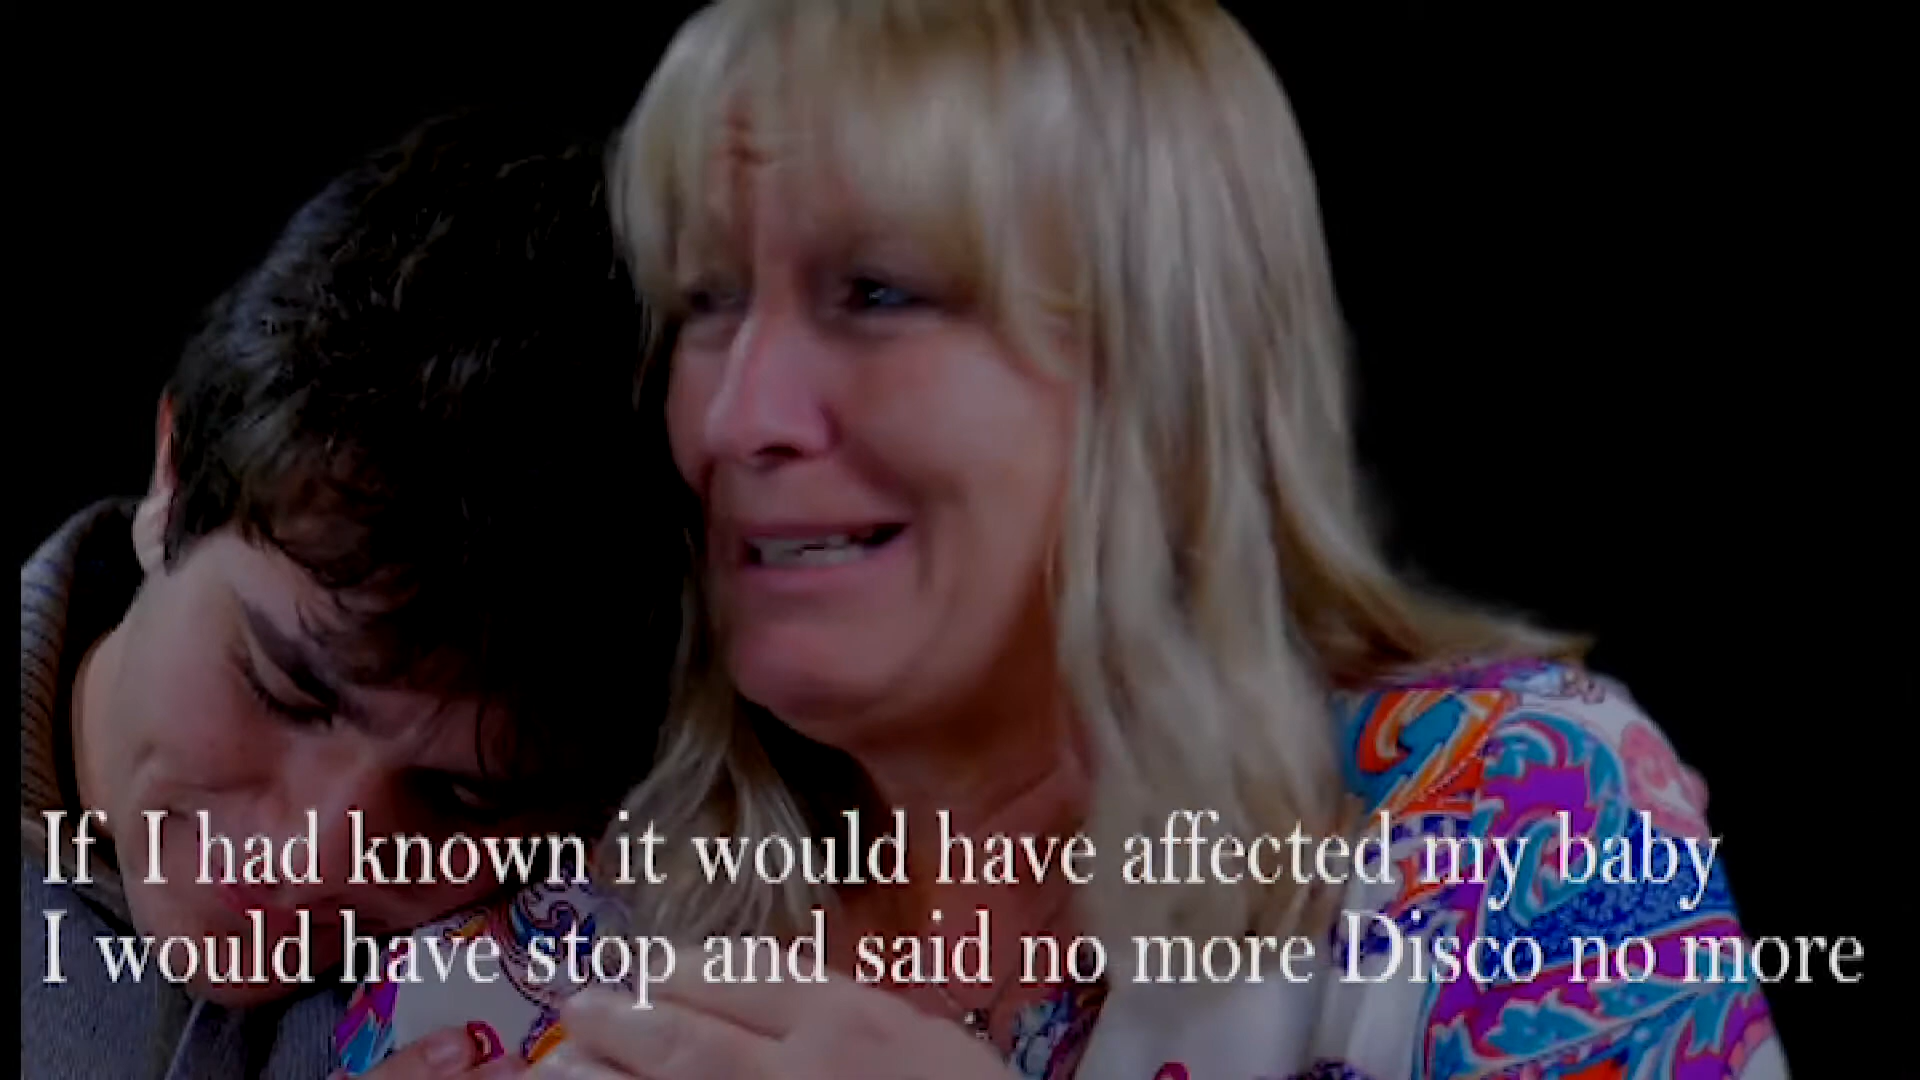 If I had known it would have affected my baby
I would have stop and said no more Disco no more